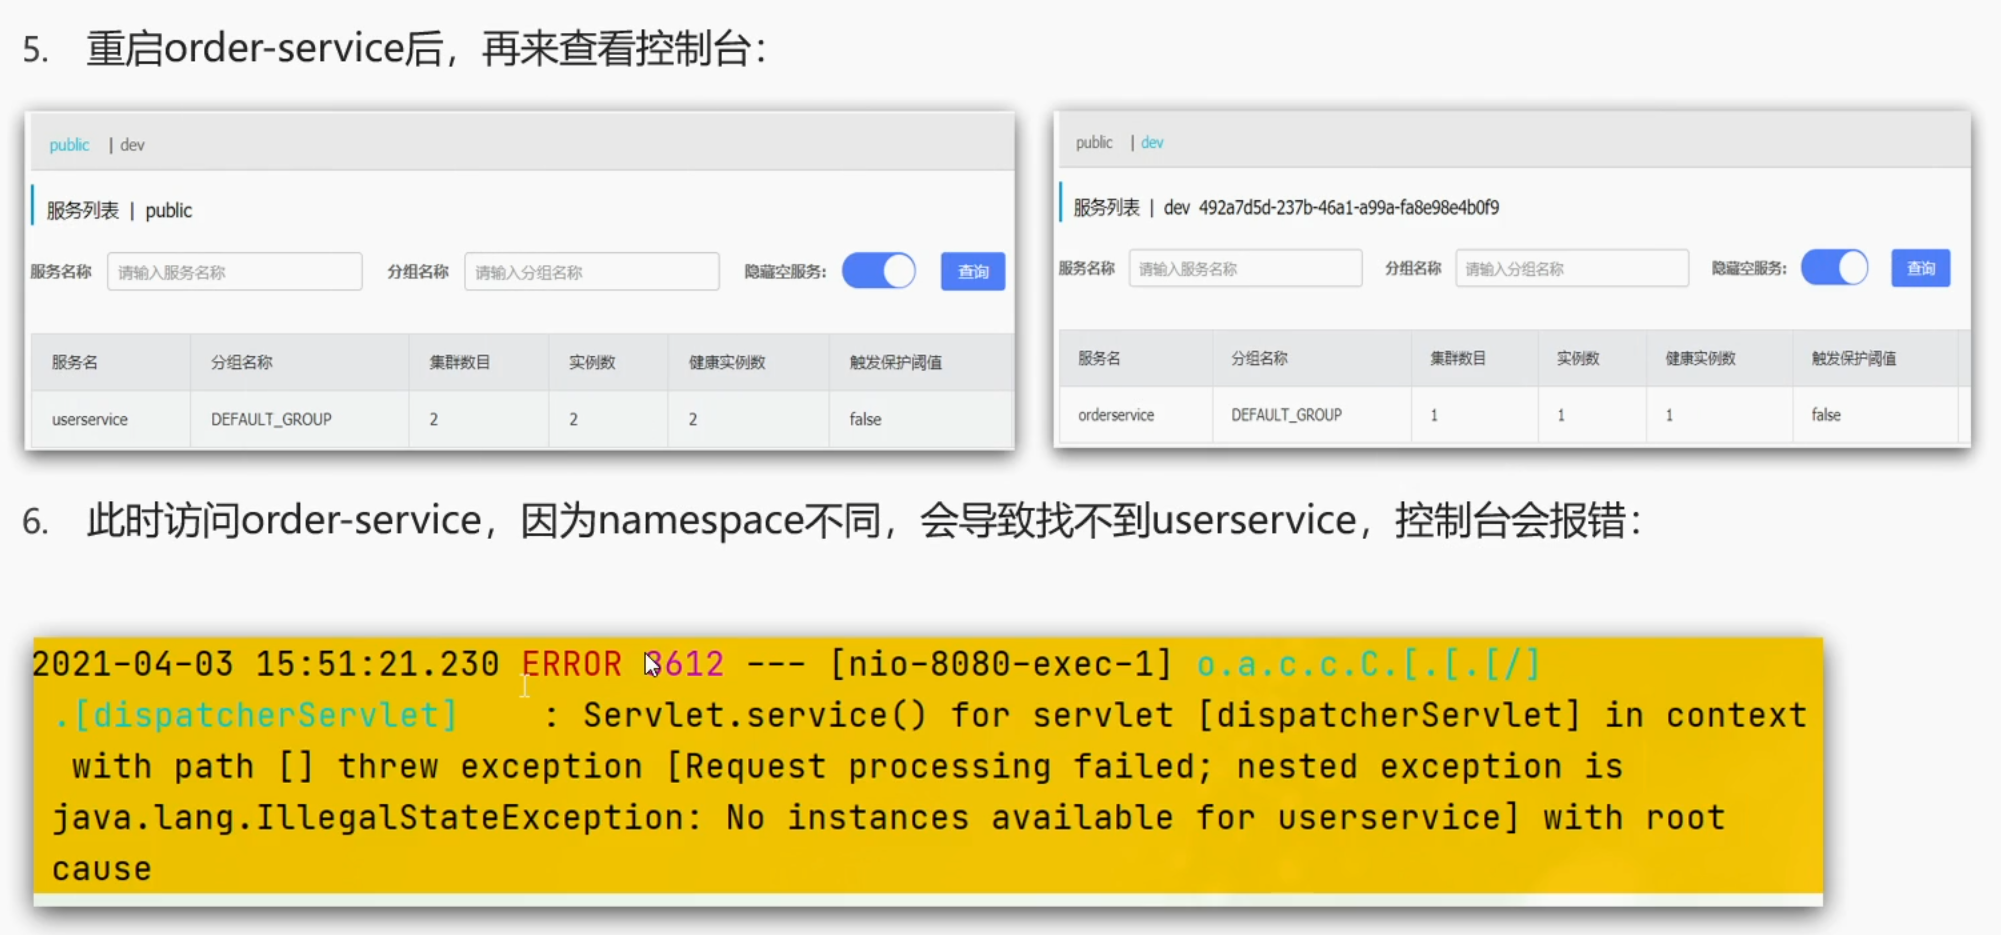 5. 重启order-service后，再来查看控制台：
public | dev
服务列表 | public
服务名称 请输入服务名称 分组名称 请输入分组名称 隐藏空服务: 查询
服务名 分组名称 集群数目 实例数 健康实例数 触发保护阈值
userservice DEFAULT_GROUP 2 2 2 false
public | dev
服务列表 | dev 492a7d5d-237b-46a1-a99a-fa8e98e4b0f9
服务名称 请输入服务名称 分组名称 请输入分组名称 隐藏空服务: 查询
服务名 分组名称 集群数目 实例数 健康实例数 触发保护阈值
orderservice DEFAULT_GROUP 1 1 1 false
6. 此时访问order-service，因为namespace不同，会导致找不到userservice，控制台会报错：
2021-04-03 15:51:21.230 ERROR 8612 --- [nio-8080-exec-1] o.a.c.c.C.[.[.[/]
.[dispatcherServlet] : Servlet.service() for servlet [dispatcherServlet] in context
with path [] threw exception [Request processing failed; nested exception is
java.lang.IllegalStateException: No instances available for userservice] with root
cause